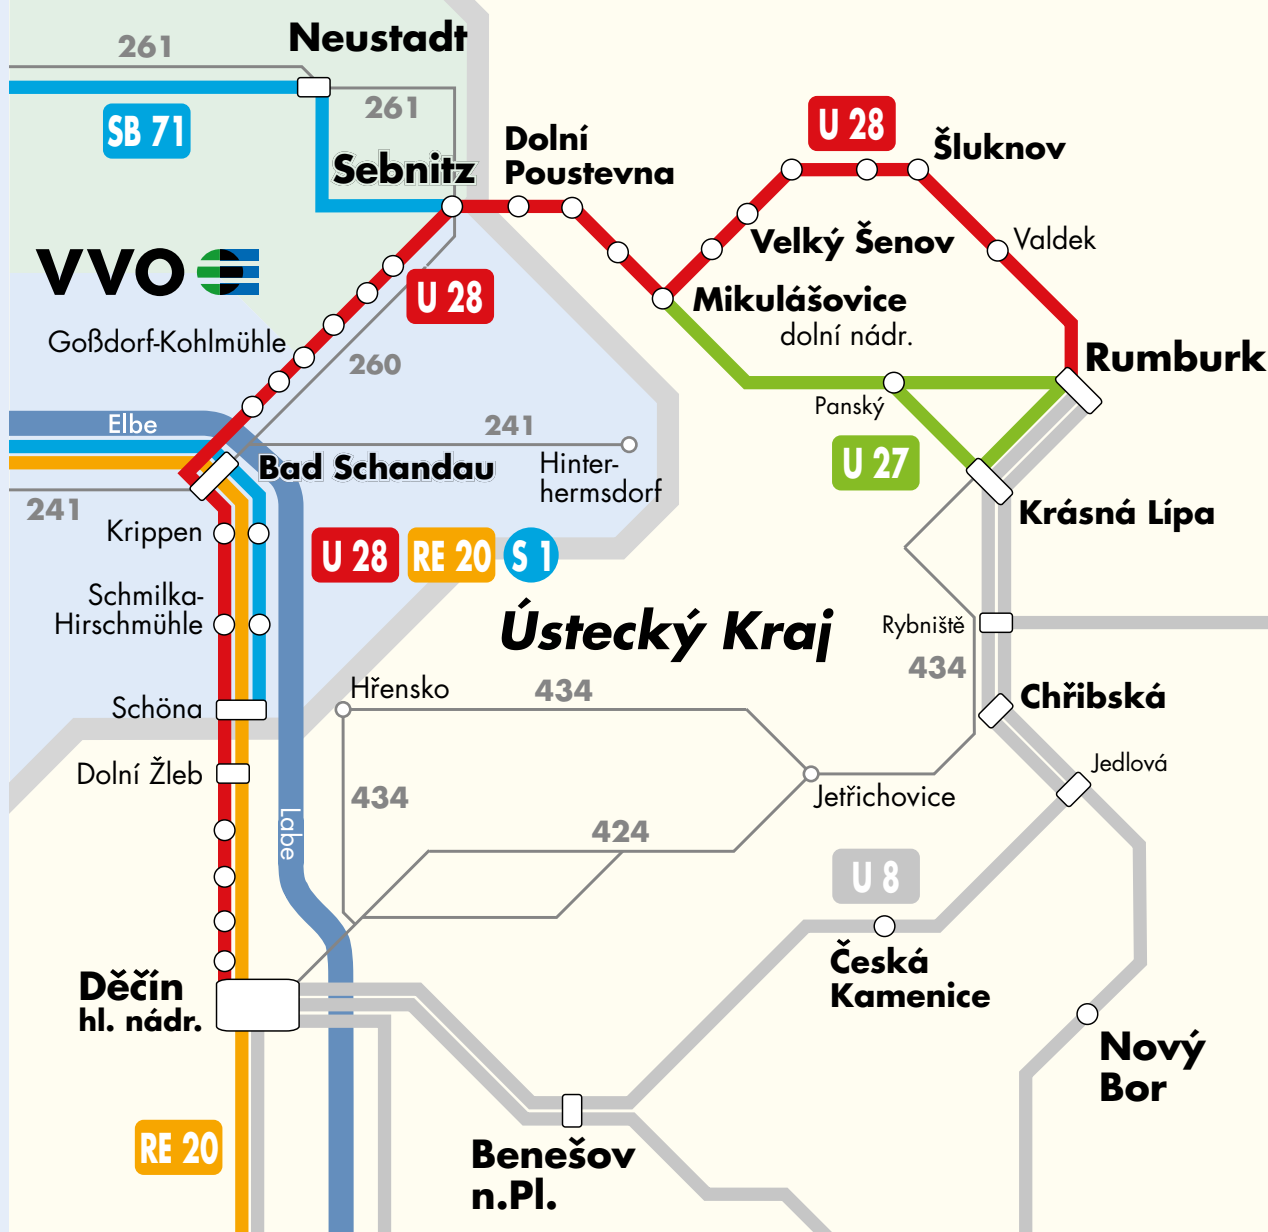 261
Neustadt
261
SB 71
Sebnitz
Dolní
Poustevna
U 28
Šluknov
Velký Šenov
Valdek
VVO
U 28
Mikulášovice
dolní nádr.
Goßdorf-Kohlmühle
260
Rumburk
Panský
Elbe
241
U 27
Bad Schandau
Hinter-
hermsdorf
241
Krippen
Krásná Lípa
U 28
RE 20
S 1
Schmilka-
Hirschmühle
Ústecký Kraj
Rybniště
434
Hřensko
434
Chřibská
Schöna
Dolní Žleb
Jedlová
434
Jetřichovice
Labe
424
U 8
Česká
Kamenice
Děčín
hl. nádr.
Nový
Bor
RE 20
Benešov
n.Pl.